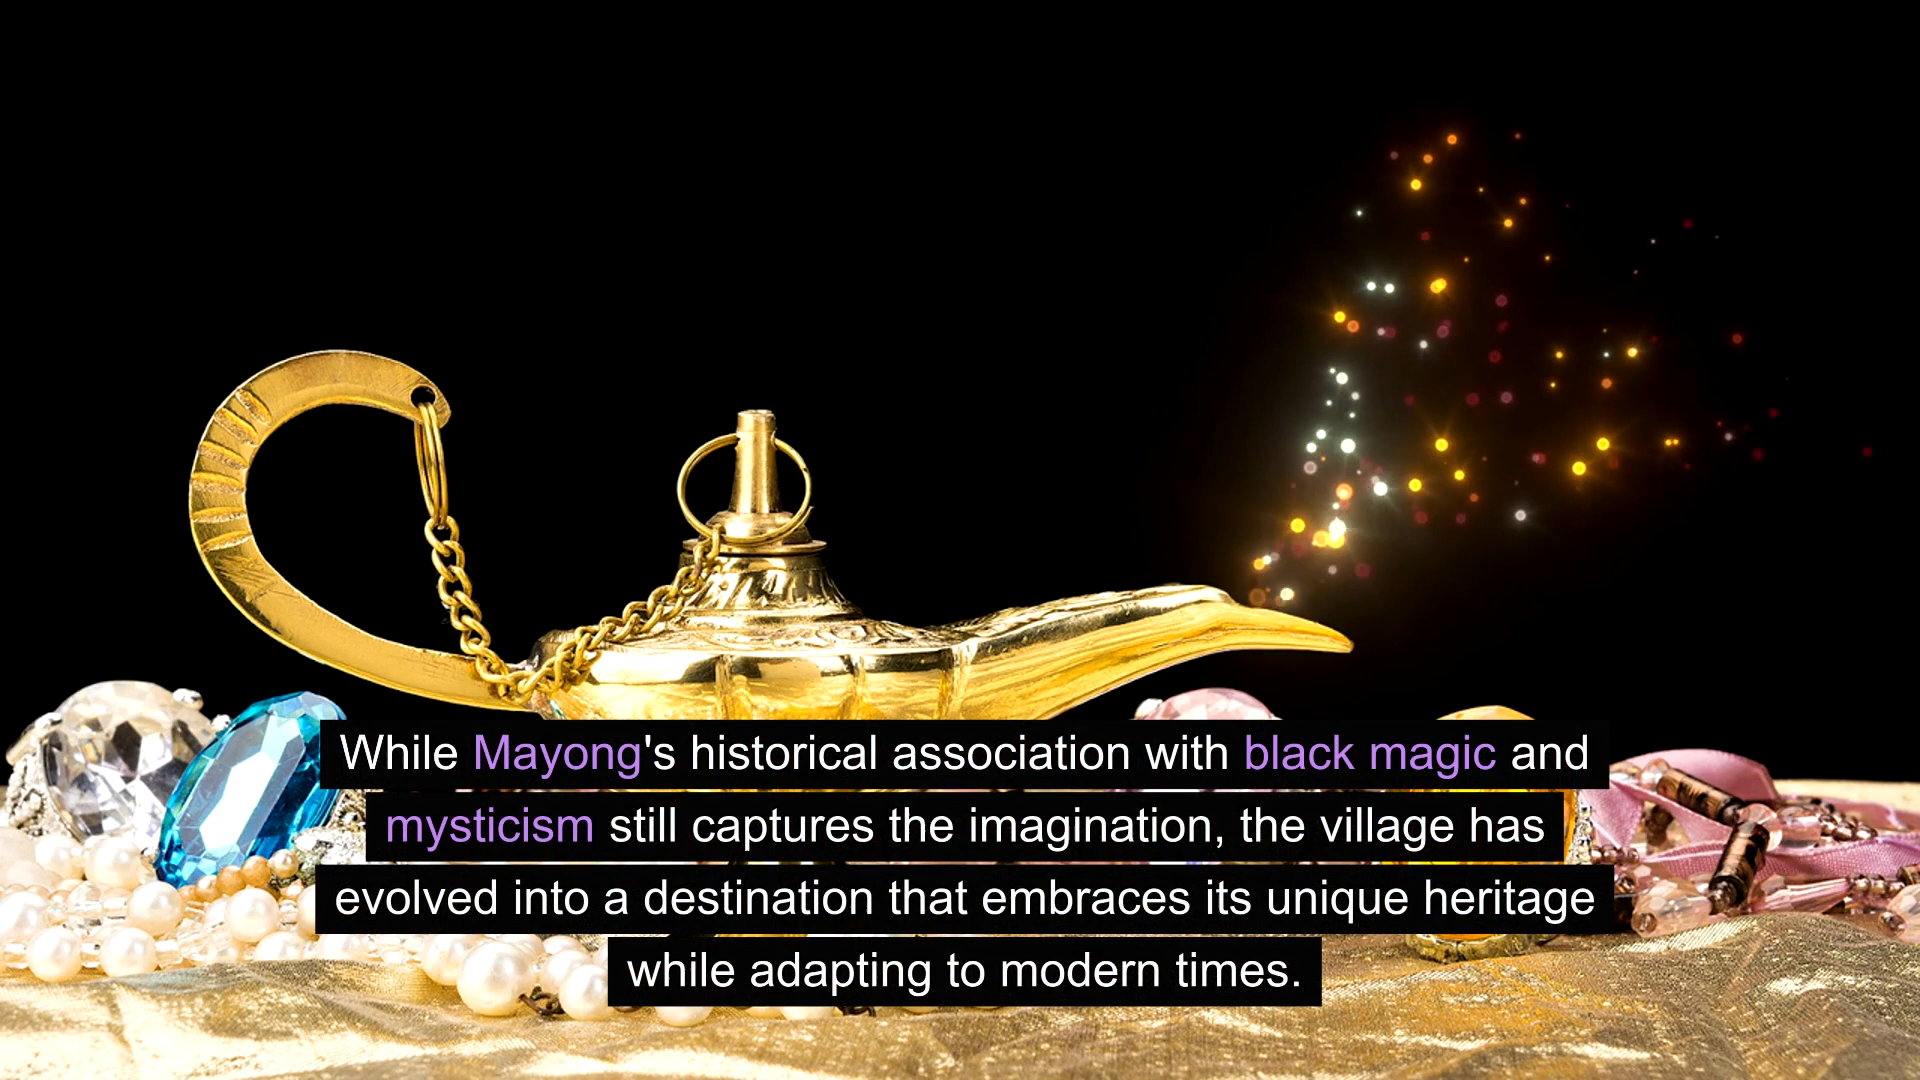 While Mayong's historical association with black magic and
mysticism still captures the imagination, the village has
evolved into a destination that embraces its unique heritage
while adapting to modern times.